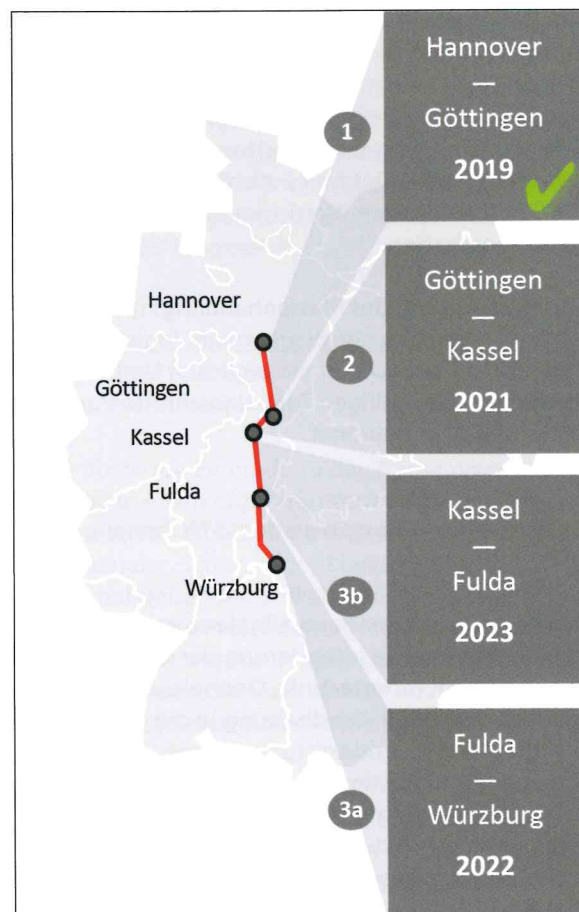 Hannover
Göttingen
Kassel
Fulda
Würzburg
1
Hannover
—
Göttingen
2019
2
Göttingen
—
Kassel
2021
3b
Kassel
—
Fulda
2023
3a
Fulda
—
Würzburg
2022